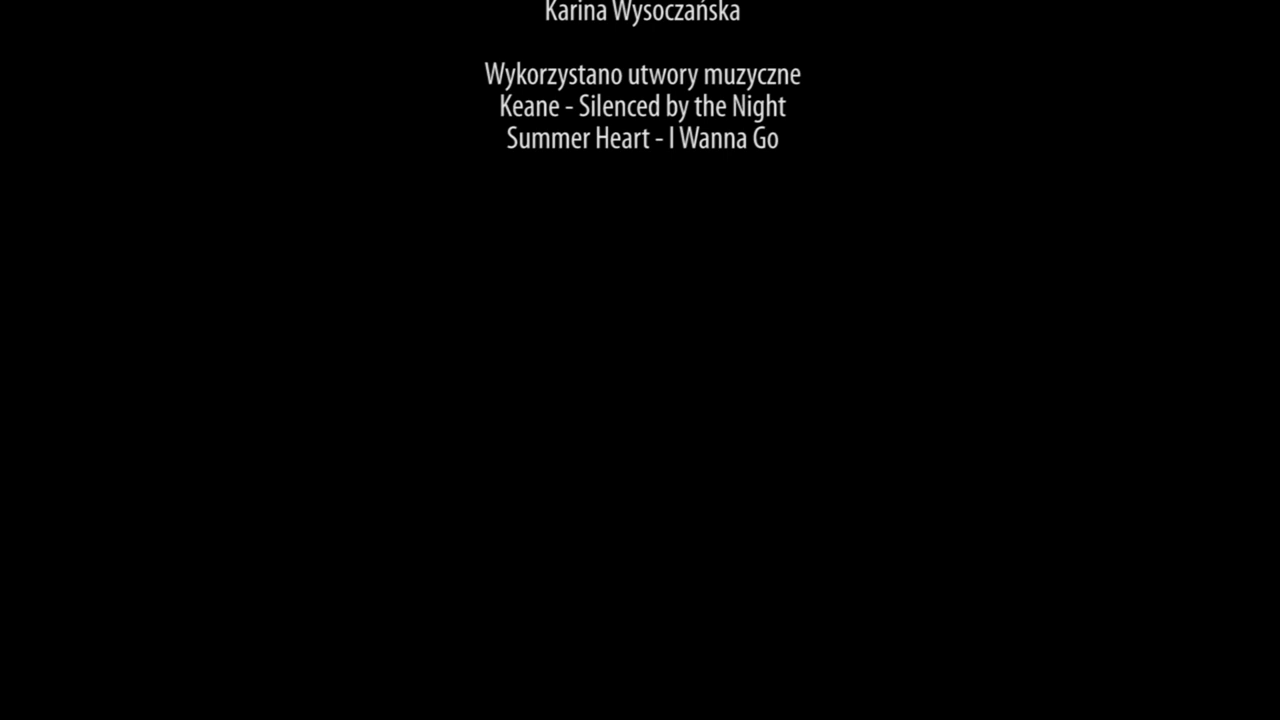 Karina Wysoczańska
Wykorzystano utwory muzyczne
Keane - Silenced by the Night
Summer Heart - I Wanna Go